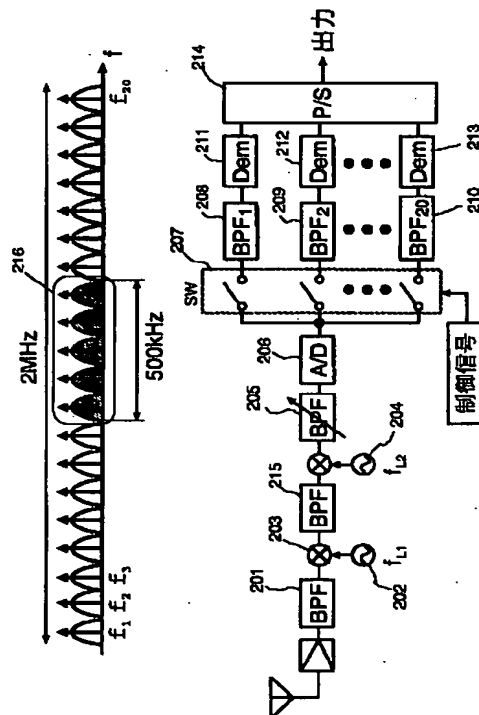 2MHz
216
f1 f2 f3 f20 f
500kHz
201 BPF
203
202 fL1
215 BPF
204 fL2
205 BPF
206 A/D
207 SW
208 BPF1
209 BPF2
210 BPF20
211 Dem
212 Dem
213 Dem
214 P/S
出力
制御信号